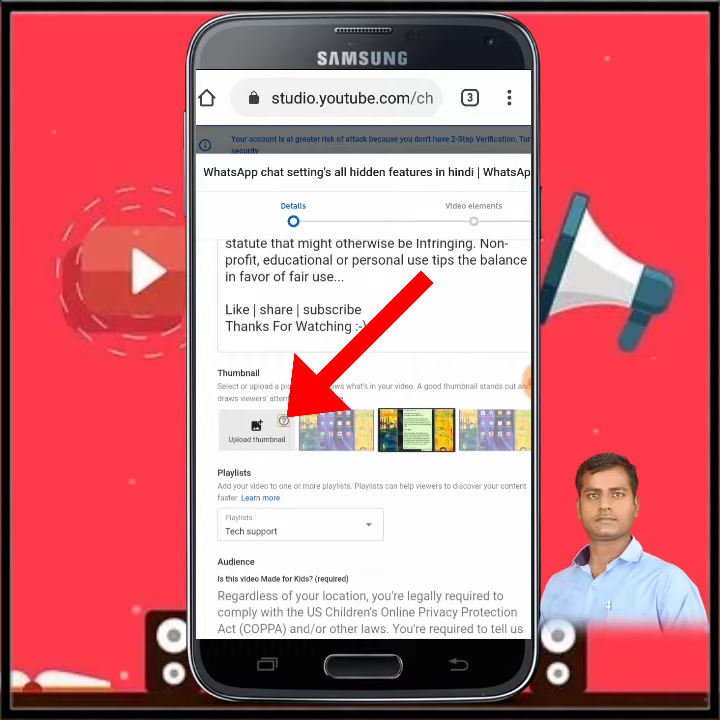 SAMSUNG
studio.youtube.com/ch
3
Your account is at greater risk of attack because you don't have 2-Step Verification. Tur
security
WhatsApp chat setting's all hidden features in hindi | WhatsAp
Details
Video elements
statute that might otherwise be Infringing. Non-
profit, educational or personal use tips the balance
in favor of fair use...
Like | share | subscribe
Thanks For Watching :-)
Thumbnail
Select or upload a pic ows what's in your video. A good thumbnail stands out an
draws viewers'
Upload thumbnail
Playlists
Add your video to one or more playlists. Playlists can help viewers to discover your content
faster. Learn more
Playlists
Tech support
Audience
Is this video Made for Kids? (required)
Regardless of your location, you're legally required to
comply with the US Children's Online Privacy Protection
Act (COPPA) and/or other laws. You're required to tell us